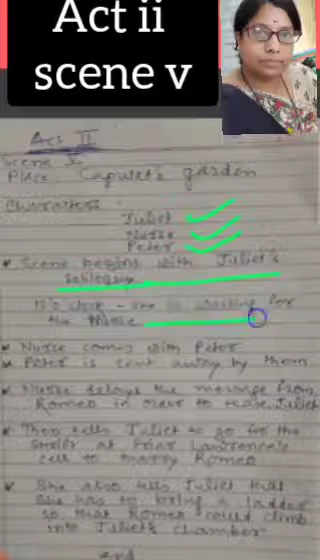 Act ii
scene v
Act II
Scene V
Place Capulet's garden
Characters
Juliet
Nurse
Peter
* Scene begins with Juliet's
soliloquy
12'o clock - she is waiting for
the Nurse
* Nurse comes with Peter
* Peter is sent away by them
* Nurse delays the message from
Romeo in order to tease Juliet
* Then tells Juliet to go for the
shrift at Friar Lawrence's
cell to marry Romeo
* She also tells Juliet that
she has to bring a ladder
so that Romeo could climb
into Juliet's chamber
end